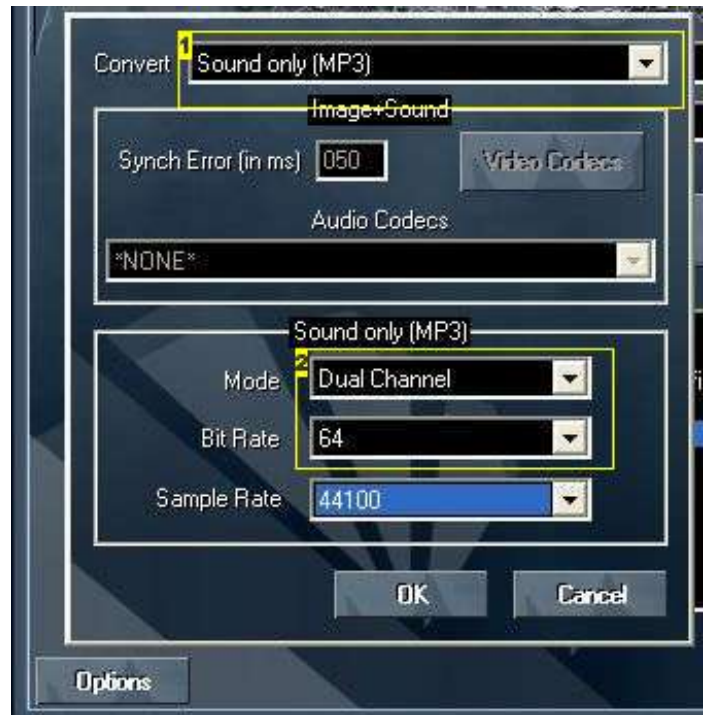 1
Convert Sound only (MP3)
Image+Sound
Synch Error (in ms) 050 Video Codecs
Audio Codecs
*NONE*
Sound only (MP3)
2
Mode Dual Channel
Bit Rate 64
Sample Rate 44100
OK Cancel
Options